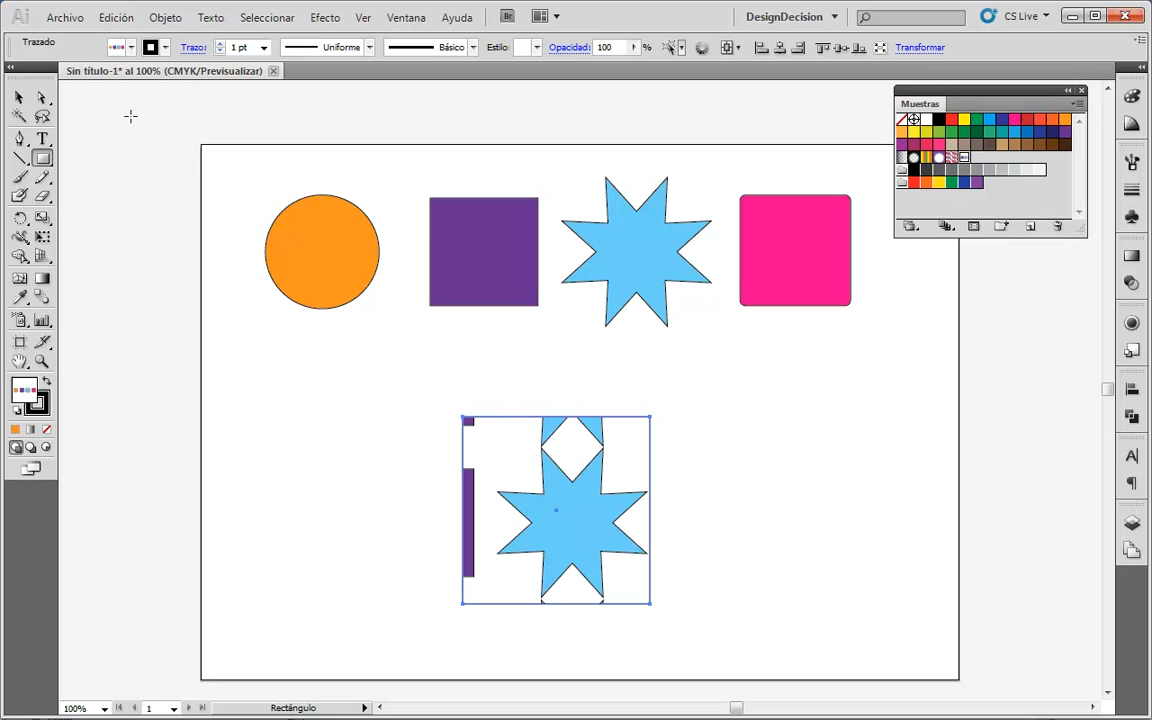 Ai Archivo Edición Objeto Texto Seleccionar Efecto Ver Ventana Ayuda Br DesignDecision CS Live
Trazado Trazo: 1 pt Uniforme Básico Estilo: Opacidad: 100 % Transformar
Sin título-1* al 100% (CMYK/Previsualizar)
Muestras
100% 1 Rectángulo